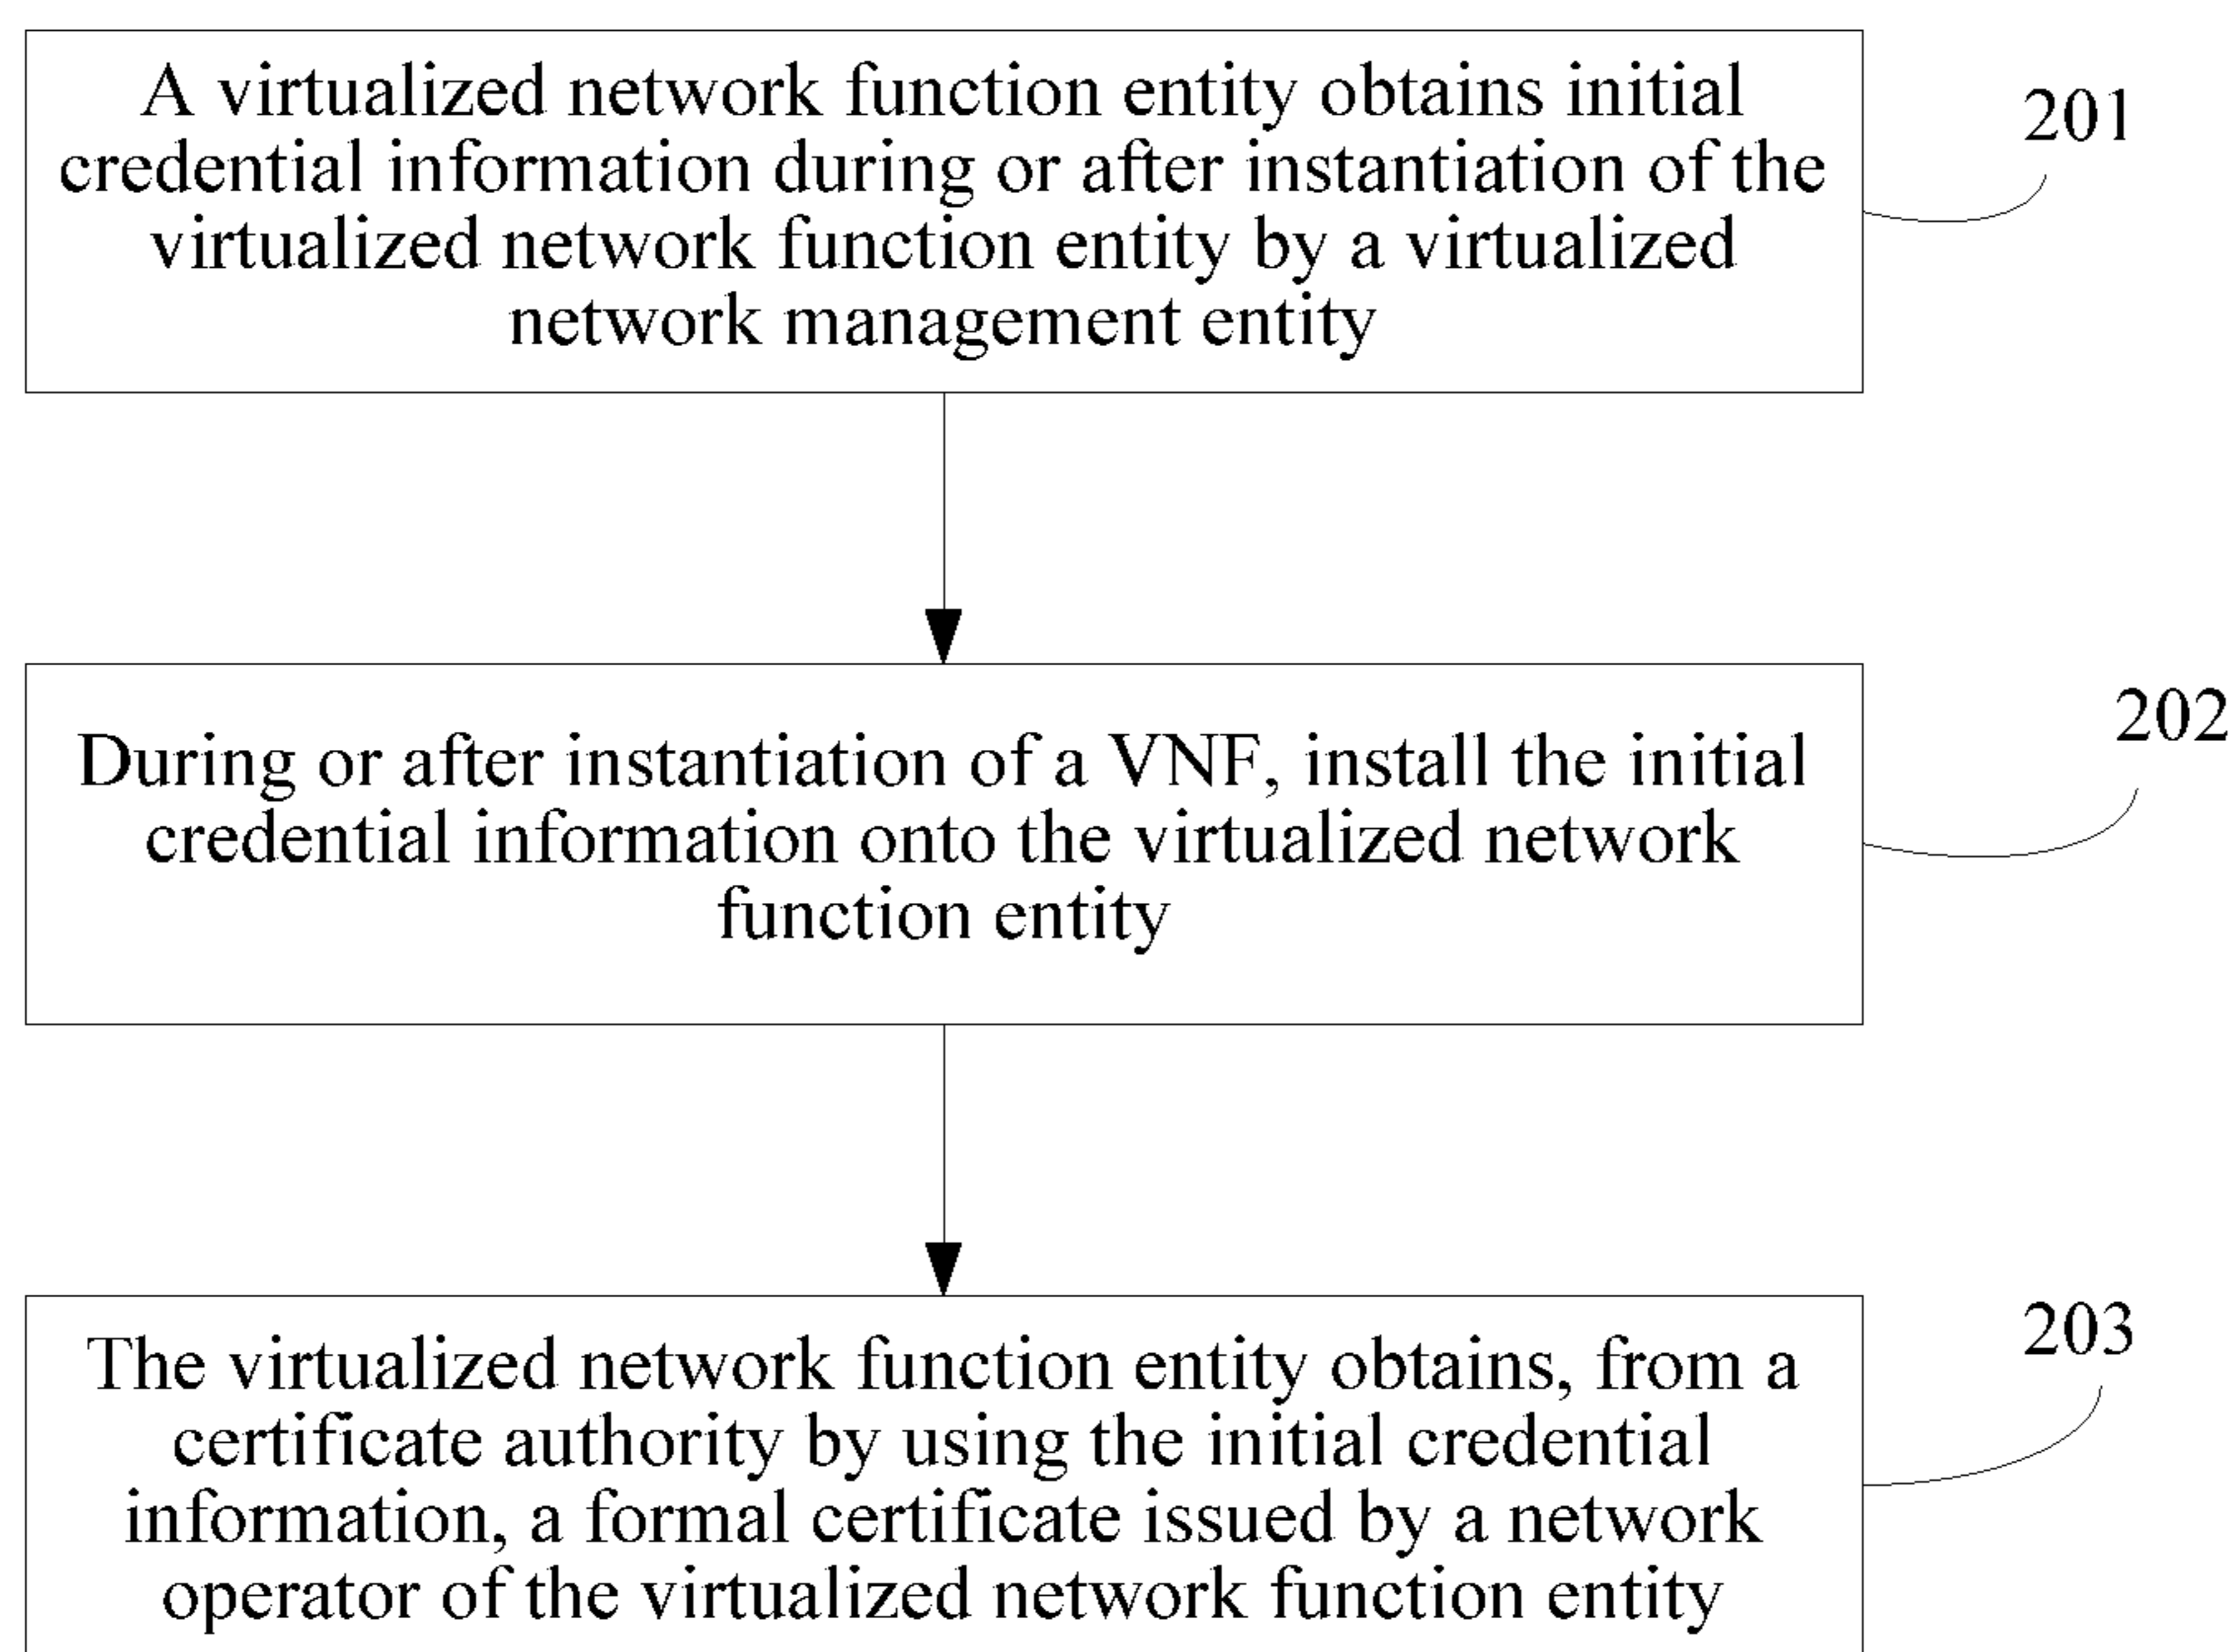 A virtualized network function entity obtains initial
credential information during or after instantiation of the
virtualized network function entity by a virtualized
network management entity
201
During or after instantiation of a VNF, install the initial
credential information onto the virtualized network
function entity
202
The virtualized network function entity obtains, from a
certificate authority by using the initial credential
information, a formal certificate issued by a network
operator of the virtualized network function entity
203